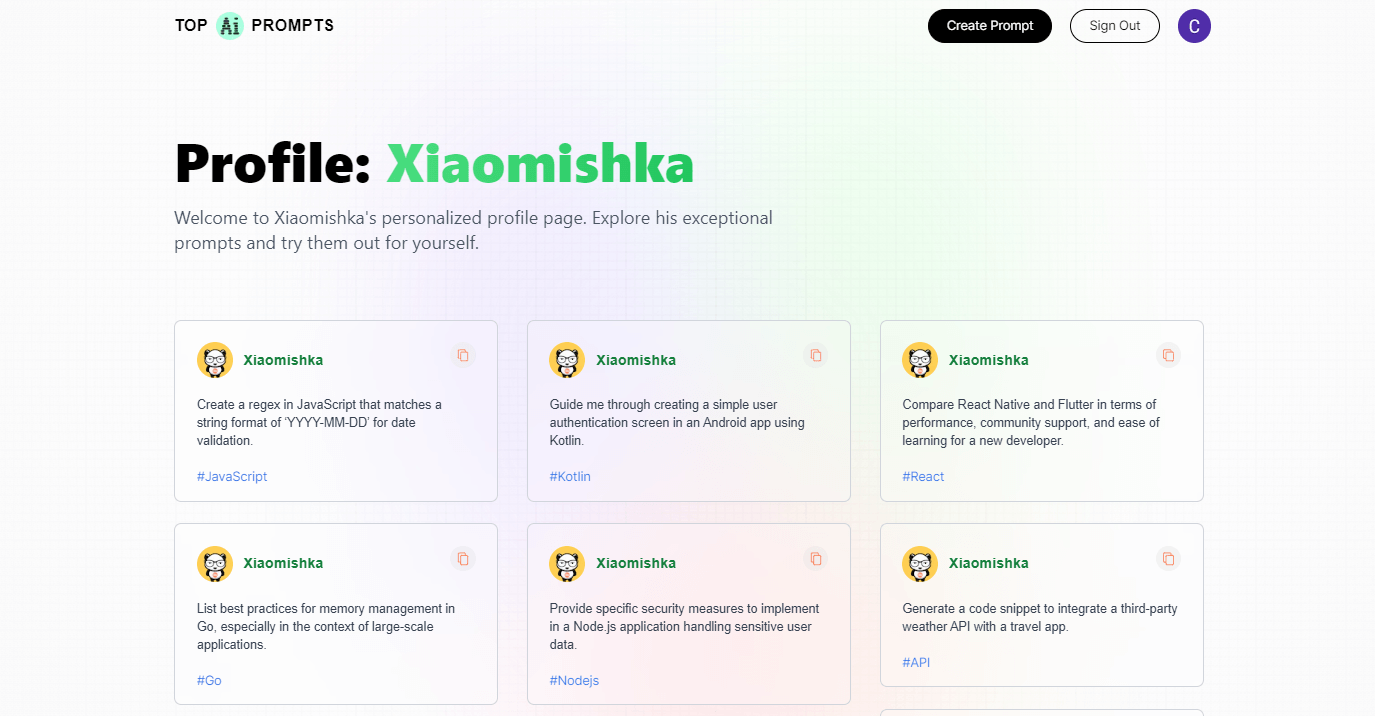 TOP Ai PROMPTS
Create Prompt
Sign Out
C
Profile: Xiaomishka
Welcome to Xiaomishka's personalized profile page. Explore his exceptional
prompts and try them out for yourself.
Xiaomishka
Create a regex in JavaScript that matches a
string format of ‘YYYY-MM-DD’ for date
validation.
#JavaScript
Xiaomishka
Guide me through creating a simple user
authentication screen in an Android app using
Kotlin.
#Kotlin
Xiaomishka
Compare React Native and Flutter in terms of
performance, community support, and ease of
learning for a new developer.
#React
Xiaomishka
List best practices for memory management in
Go, especially in the context of large-scale
applications.
#Go
Xiaomishka
Provide specific security measures to implement
in a Node.js application handling sensitive user
data.
#Nodejs
Xiaomishka
Generate a code snippet to integrate a third-party
weather API with a travel app.
#API